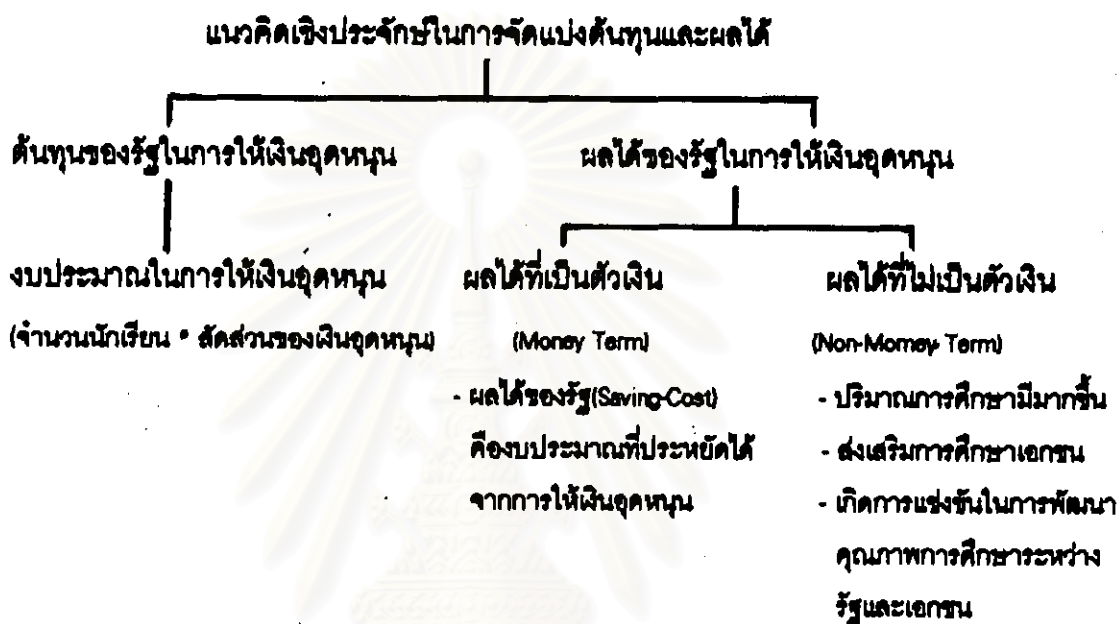 แนวคิดเชิงประจักษ์ในการจัดแบ่งต้นทุนและผลได้
ต้นทุนของรัฐในการให้เงินอุดหนุน
ผลได้ของรัฐในการให้เงินอุดหนุน
งบประมาณในการให้เงินอุดหนุน
(จำนวนนักเรียน * สัดส่วนของเงินอุดหนุน)
ผลได้ที่เป็นตัวเงิน
(Money Term)
- ผลได้ของรัฐ(Saving-Cost)
คืองบประมาณที่ประหยัดได้
จากการให้เงินอุดหนุน
ผลได้ที่ไม่เป็นตัวเงิน
(Non-Momey Term)
- ปริมาณการศึกษามีมากขึ้น
- ส่งเสริมการศึกษาเอกชน
- เกิดการแข่งขันในการพัฒนา
คุณภาพการศึกษาระหว่าง
รัฐและเอกชน